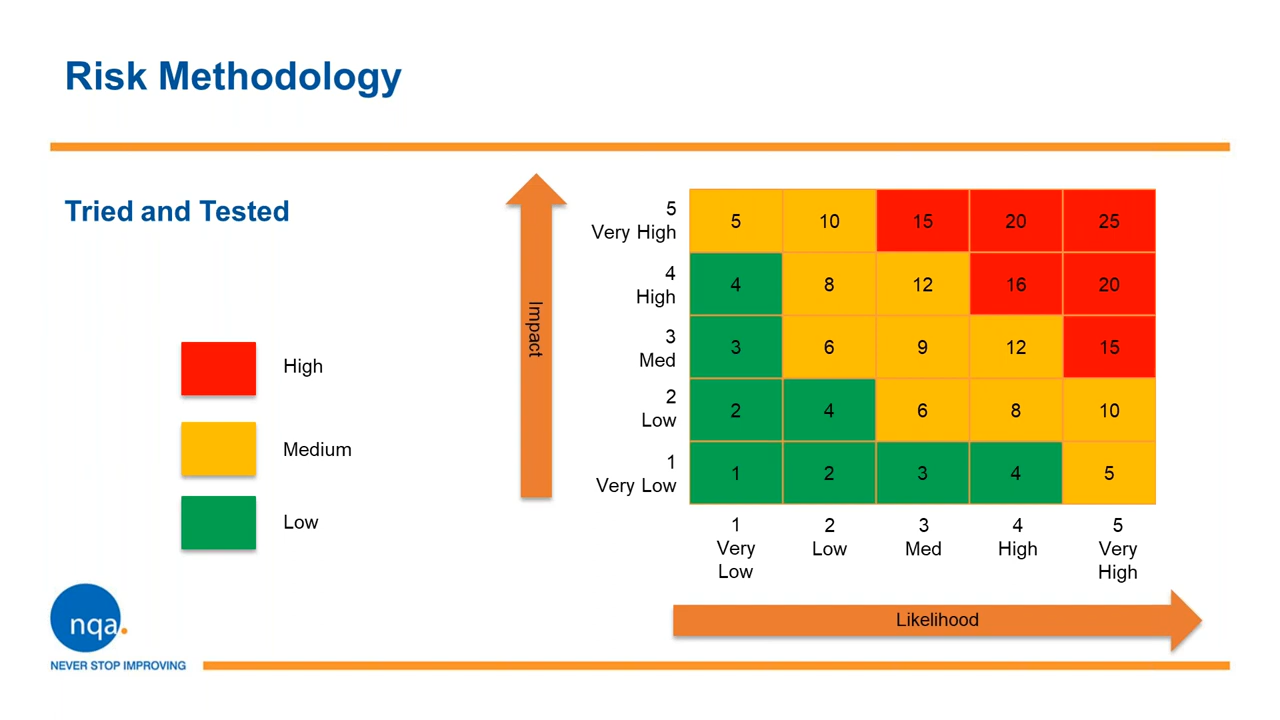 Risk Methodology
Tried and Tested
High
Medium
Low
Impact
5
Very High
5 10 15 20 25
4
High
4 8 12 16 20
3
Med
3 6 9 12 15
2
Low
2 4 6 8 10
1
Very Low
1 2 3 4 5
1 2 3 4 5
Very Low Med High Very
Low High
Likelihood
nqa.
NEVER STOP IMPROVING